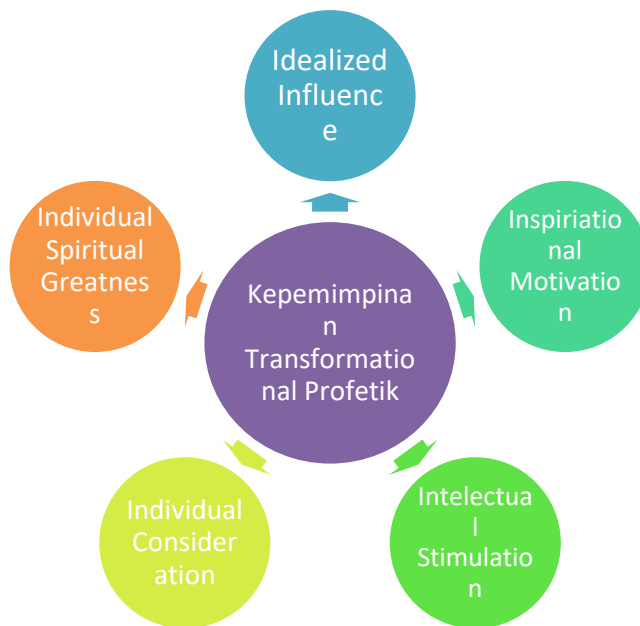 Idealized
Influenc
e
Individual
Spiritual
Greatnes
s
Inspiriatio
nal
Motivatio
n
Kepemimpina
n
Transformatio
nal Profetik
Individual
Consider
ation
Intelectua
l
Stimulatio
n